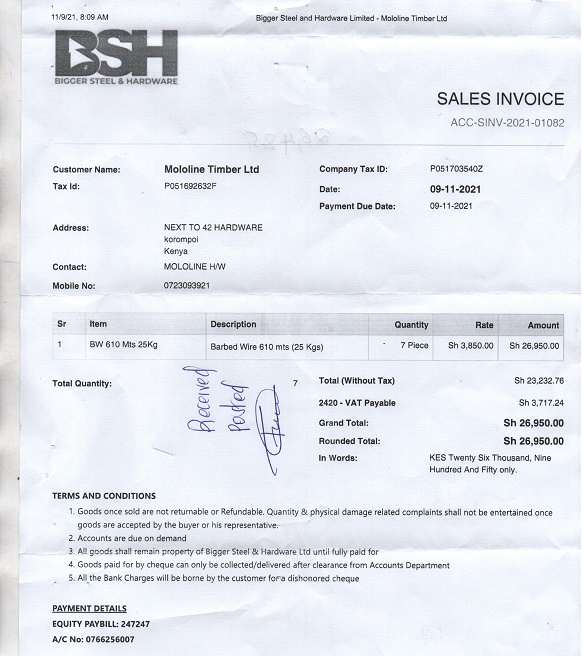 11/9/21, 8:09 AM
Bigger Steel and Hardware Limited - Mololine Timber Ltd
BSH
BIGGER STEEL & HARDWARE
SALES INVOICE
ACC-SINV-2021-01082
Customer Name: Mololine Timber Ltd Company Tax ID: P051703540Z
Tax Id: P051692632F Date: 09-11-2021
Payment Due Date: 09-11-2021
Address: NEXT TO 42 HARDWARE
korompoi
Kenya
Contact: MOLOLINE H/W
Mobile No: 0723093921
Sr Item Description Quantity Rate Amount
1 BW 610 Mts 25Kg Barbed Wire 610 mts (25 Kgs) 7 Piece Sh 3,850.00 Sh 26,950.00
Total Quantity: 7 Total (Without Tax) Sh 23,232.76
2420 - VAT Payable Sh 3,717.24
Grand Total: Sh 26,950.00
Rounded Total: Sh 26,950.00
In Words: KES Twenty Six Thousand, Nine
Hundred And Fifty only.
Received
Posted
TERMS AND CONDITIONS
1. Goods once sold are not returnable or Refundable. Quantity & physical damage related complaints shall not be entertained once
goods are accepted by the buyer or his representative.
2. Accounts are due on demand
3. All goods shall remain property of Bigger Steel & Hardware Ltd until fully paid for
4. Goods paid for by cheque can only be collected/delivered after clearance from Accounts Department
5. All the Bank Charges will be borne by the customer for a dishonored cheque
PAYMENT DETAILS
EQUITY PAYBILL: 247247
A/C No: 0766256007